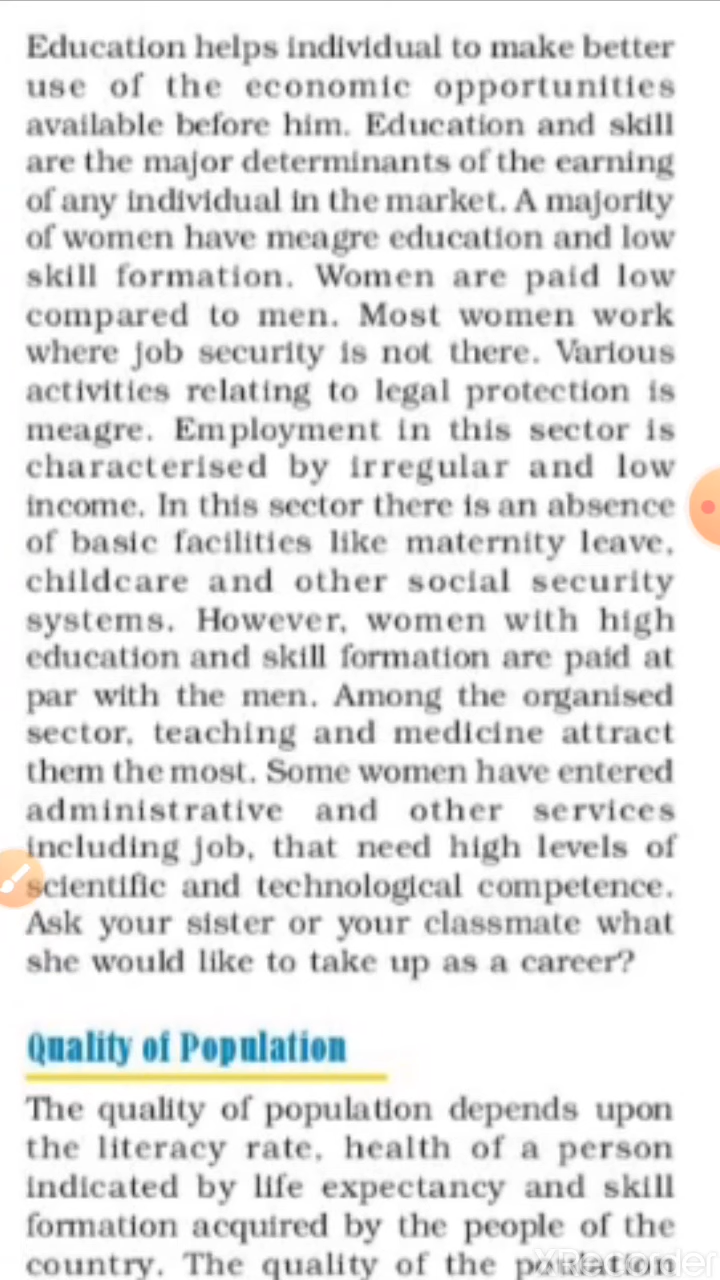 Education helps individual to make better
use of the economic opportunities
available before him. Education and skill
are the major determinants of the earning
of any individual in the market. A majority
of women have meagre education and low
skill formation. Women are paid low
compared to men. Most women work
where job security is not there. Various
activities relating to legal protection is
meagre. Employment in this sector is
characterised by irregular and low
income. In this sector there is an absence
of basic facilities like maternity leave,
childcare and other social security
systems. However, women with high
education and skill formation are paid at
par with the men. Among the organised
sector, teaching and medicine attract
them the most. Some women have entered
administrative and other services
including job, that need high levels of
scientific and technological competence.
Ask your sister or your classmate what
she would like to take up as a career?
Quality of Population
The quality of population depends upon
the literacy rate, health of a person
indicated by life expectancy and skill
formation acquired by the people of the
country. The quality of the population
XRecorder